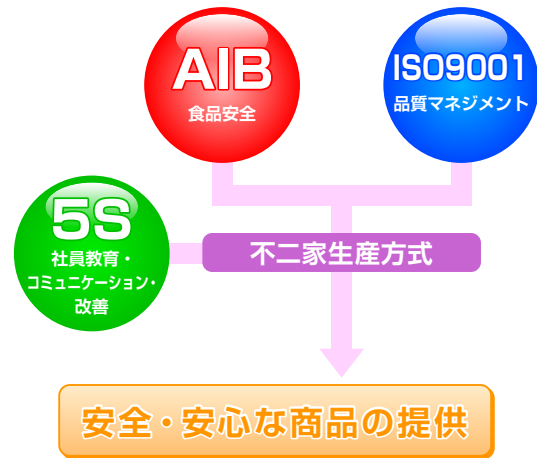 AIB
食品安全
ISO9001
品質マネジメント
5S
社員教育・
コミュニケーション・
改善
不二家生産方式
安全・安心な商品の提供